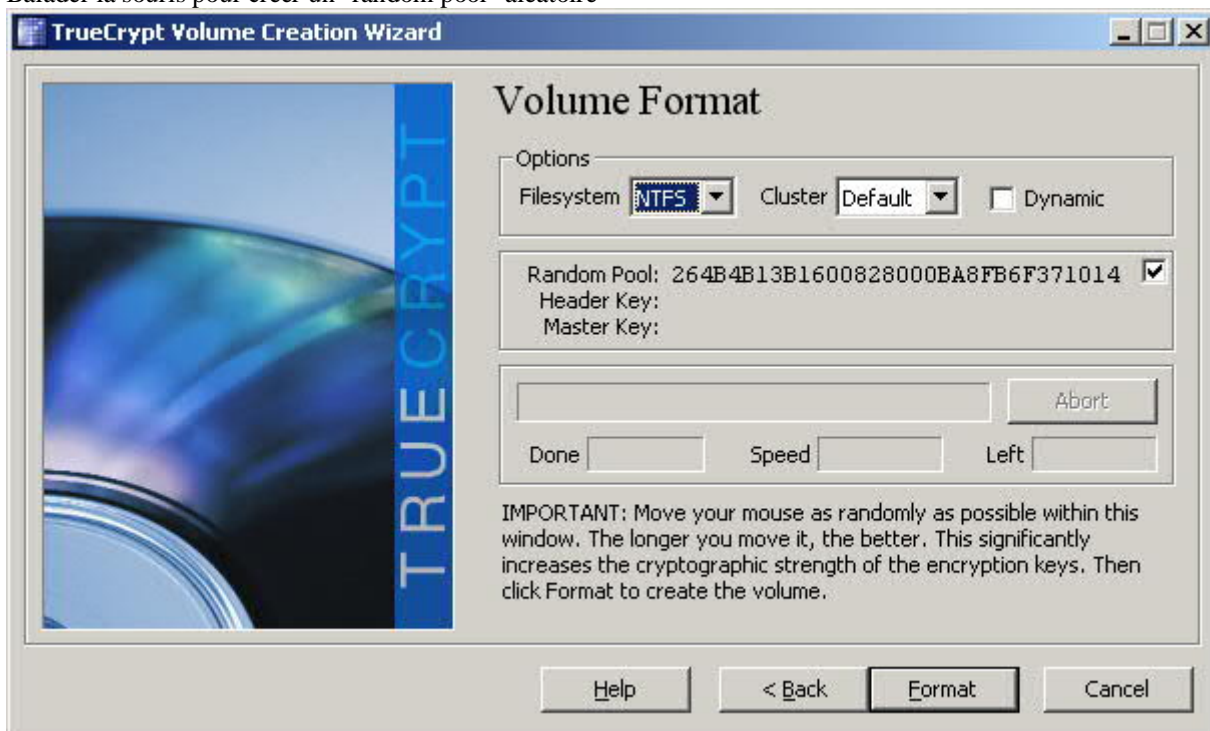 Balader la souris pour créer un "random pool" aléatoire
TrueCrypt Volume Creation Wizard
TRUECRYPT
Volume Format
Options
Filesystem NTFS Cluster Default Dynamic
Random Pool: 264B4B13B1600828000BA8FB6F371014
Header Key:
Master Key:
Abort
Done Speed Left
IMPORTANT: Move your mouse as randomly as possible within this
window. The longer you move it, the better. This significantly
increases the cryptographic strength of the encryption keys. Then
click Format to create the volume.
Help < Back Format Cancel